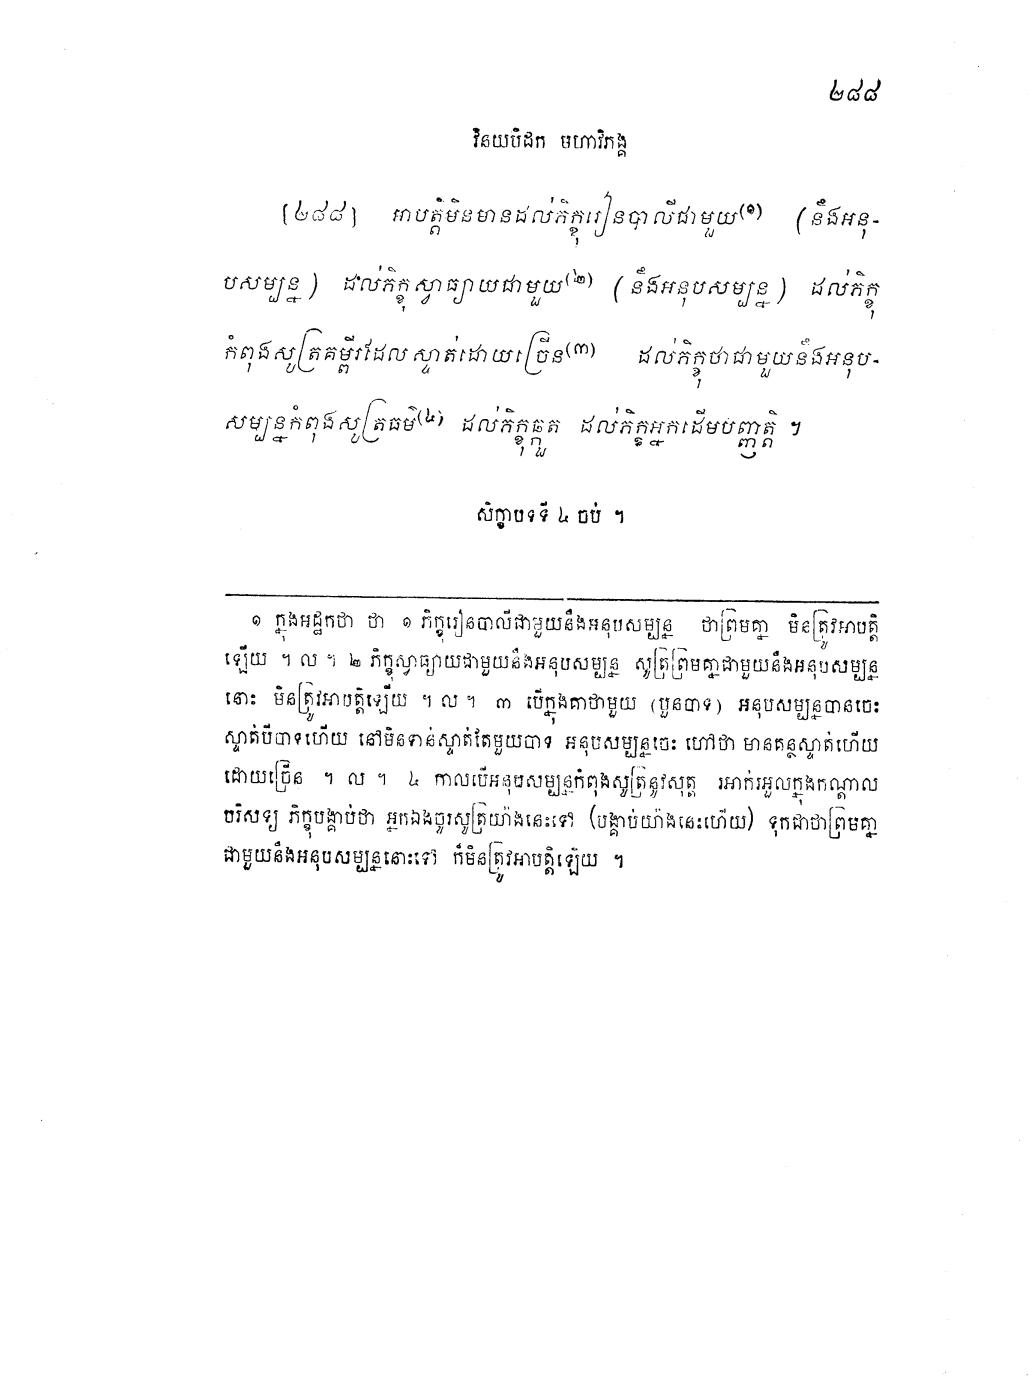 ២៨៨
វិនយបិដក មហាវិភង្គ
[២៨៨] អាបត្តិមិនមានដល់ភិក្ខុរៀនបាលីជាមួយ(១) (នឹងអនុ-
បសម្បន្ន) ដល់ភិក្ខុស្វាធ្យាយជាមួយ(២) (នឹងអនុបសម្បន្ន) ដល់ភិក្ខុ
កំពុងសូត្រគម្ពីរដែលស្ទាត់ដោយច្រើន(៣) ដល់ភិក្ខុថាជាមួយនឹងអនុប-
សម្បន្នកំពុងសូត្រធម៌(៤) ដល់ភិក្ខុឆ្កួត ដល់ភិក្ខុអ្នកដើមបញ្ញត្តិ ។
សិក្ខាបទទី ៤ ចប់ ។
១ ក្នុងអដ្ឋកថា ថា ១ ភិក្ខុរៀនបាលីជាមួយនឹងអនុបសម្បន្ន ថាព្រមគ្នា មិនត្រូវអាបត្តិ
ឡើយ ។ ល ។ ២ ភិក្ខុស្វាធ្យាយជាមួយនឹងអនុបសម្បន្ន សូត្រព្រមគ្នាជាមួយនឹងអនុបសម្បន្ន
នោះ មិនត្រូវអាបត្តិឡើយ ។ ល ។ ៣ បើក្នុងគាថាមួយ (បួនបាទ) អនុបសម្បន្នបានចេះ
ស្ទាត់បីបាទហើយ នៅមិនទាន់ស្ទាត់តែមួយបាទ អនុបសម្បន្នចេះ ហៅថា មានគន្ថស្ទាត់ហើយ
ដោយច្រើន ។ ល ។ ៤ កាលបើអនុបសម្បន្នកំពុងសូត្រនូវសុត្ត រអាក់រអួលក្នុងកណ្តាល
បរិសទ្យ ភិក្ខុបង្គាប់ថា អ្នកឯងចូរសូត្រយ៉ាងនេះទៅ (បង្គាប់យ៉ាងនេះហើយ) ទុកជាថាព្រមគ្នា
ជាមួយនឹងអនុបសម្បន្ននោះទៅ ក៏មិនត្រូវអាបត្តិឡើយ ។